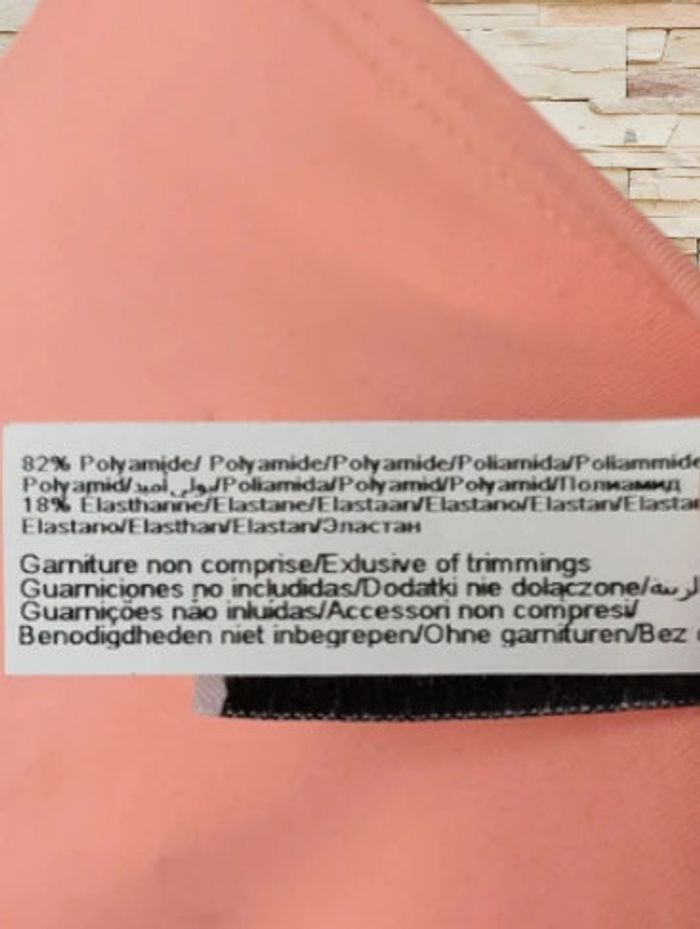 82% Polyamide/ Polyamide/Polyamide/Poliamida/Poliammide
Polyamid/بولي أميد/Poliamida/Polyamid/Polyamid/Полиамид
18% Elasthanne/Elastane/Elastaan/Elastano/Elastan/Elastan
Elastano/Elasthan/Elastan/Эластан
Garniture non comprise/Exlusive of trimmings
Guarniciones no includidas/Dodatki nie dołączone/
Guarnições não inluidas/Accessori non compresi/
Benodigdheden niet inbegrepen/Ohne garnituren/Bez